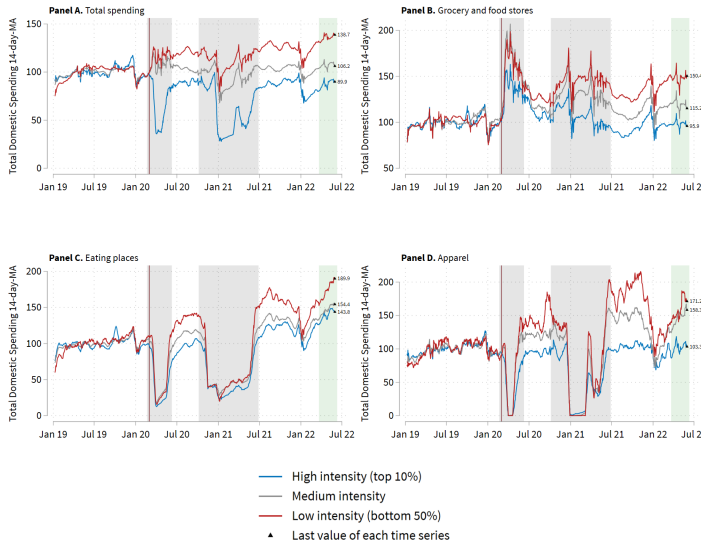 Panel A. Total spending
Total Domestic Spending 14-day-MA
150
100
50
0
138.7
106.2
89.9
Jan 19 Jul 19 Jan 20 Jul 20 Jan 21 Jul 21 Jan 22 Jul 22
Panel B. Grocery and food stores
Total Domestic Spending 14-day-MA
200
150
100
50
150.4
115.2
95.9
Jan 19 Jul 19 Jan 20 Jul 20 Jan 21 Jul 21 Jan 22 Jul 22
Panel C. Eating places
Total Domestic Spending 14-day-MA
200
150
100
50
0
189.9
154.4
143.8
Jan 19 Jul 19 Jan 20 Jul 20 Jan 21 Jul 21 Jan 22 Jul 22
Panel D. Apparel
Total Domestic Spending 14-day-MA
200
150
100
50
0
171.2
103.3
Jan 19 Jul 19 Jan 20 Jul 20 Jan 21 Jul 21 Jan 22 Jul 22
High intensity (top 10%)
Medium intensity
Low intensity (bottom 50%)
Last value of each time series